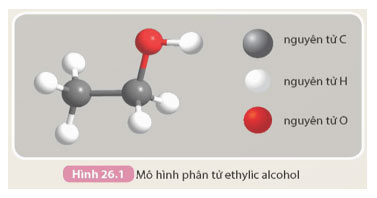 nguyên tử C
nguyên tử H
nguyên tử O
Hình 26.1 Mô hình phân tử ethylic alcohol